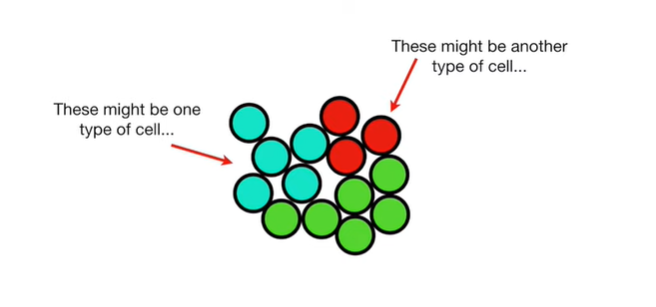 These might be another
type of cell...
These might be one
type of cell...